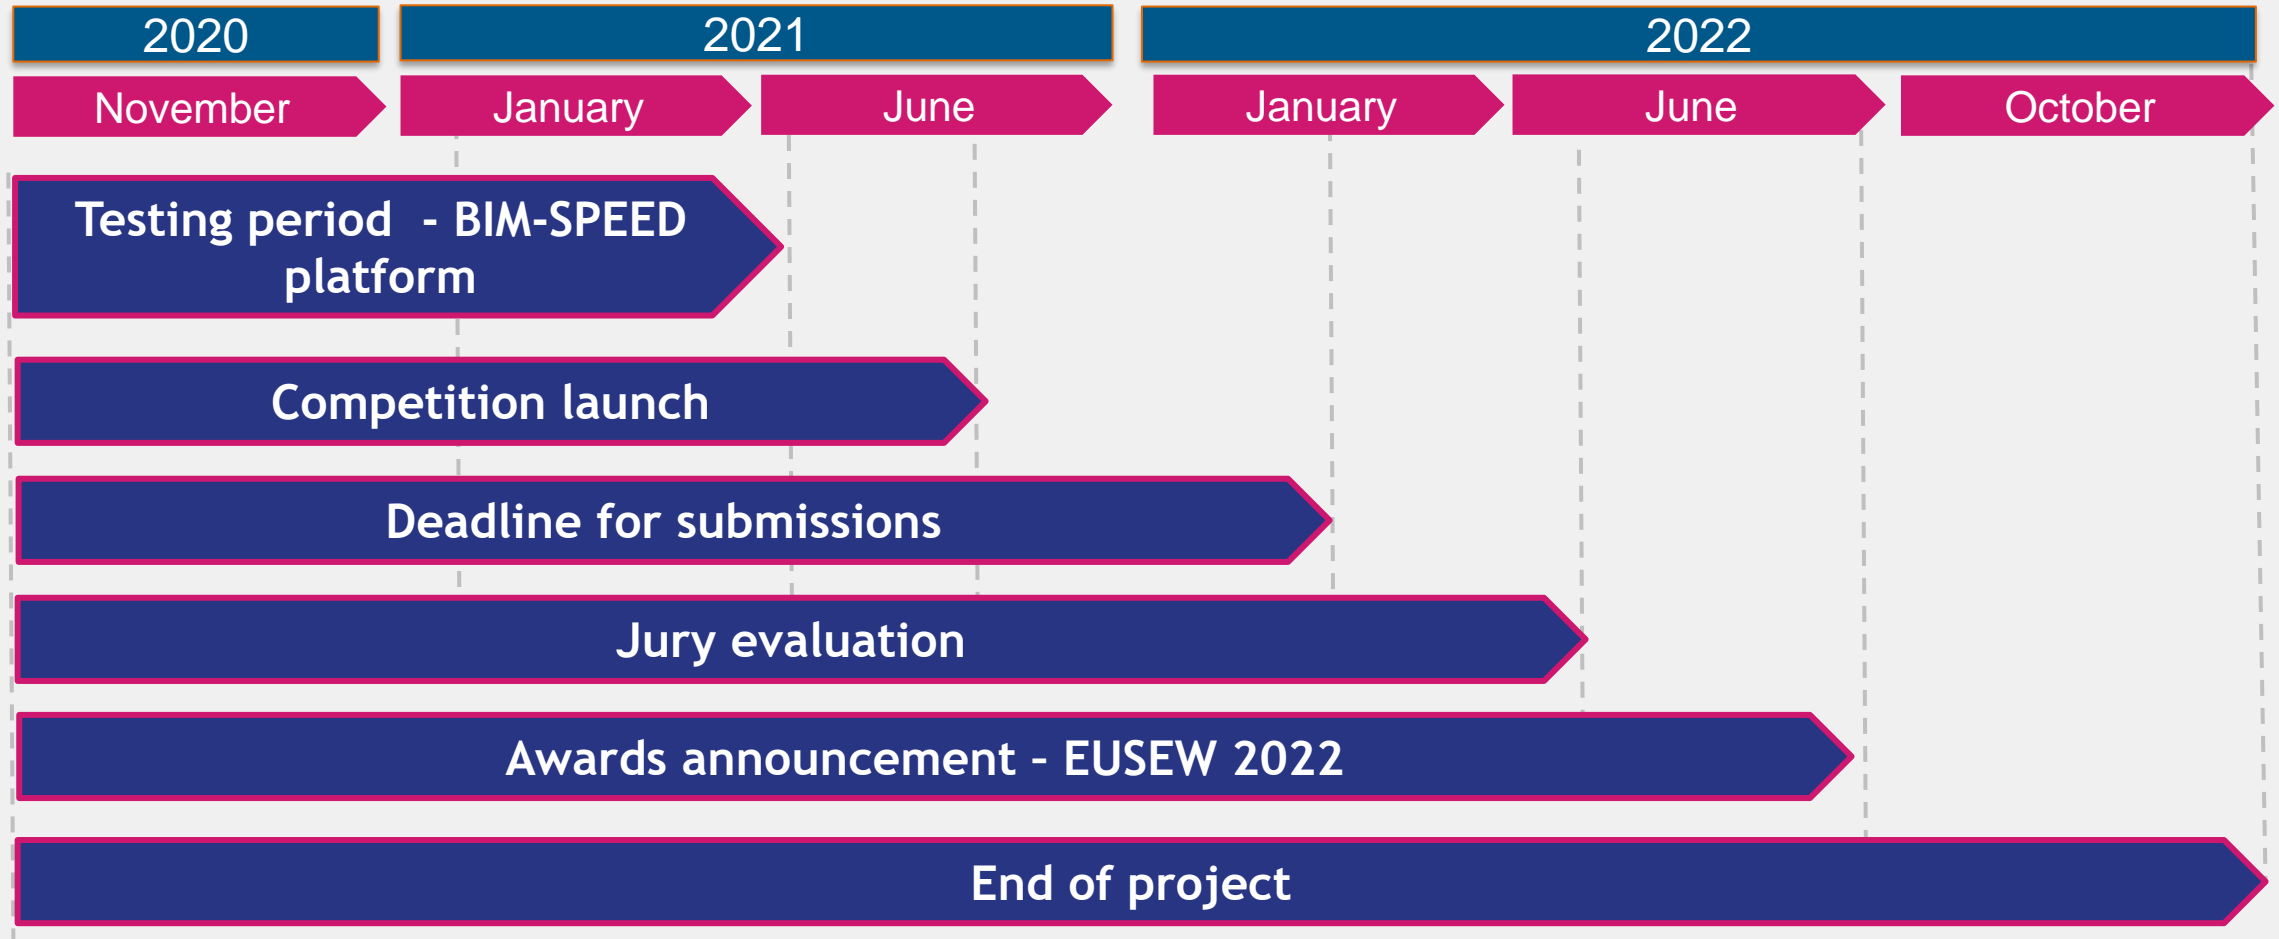 2020
2021
2022
November
January
June
January
June
October
Testing period - BIM-SPEED
platform
Competition launch
Deadline for submissions
Jury evaluation
Awards announcement - EUSEW 2022
End of project